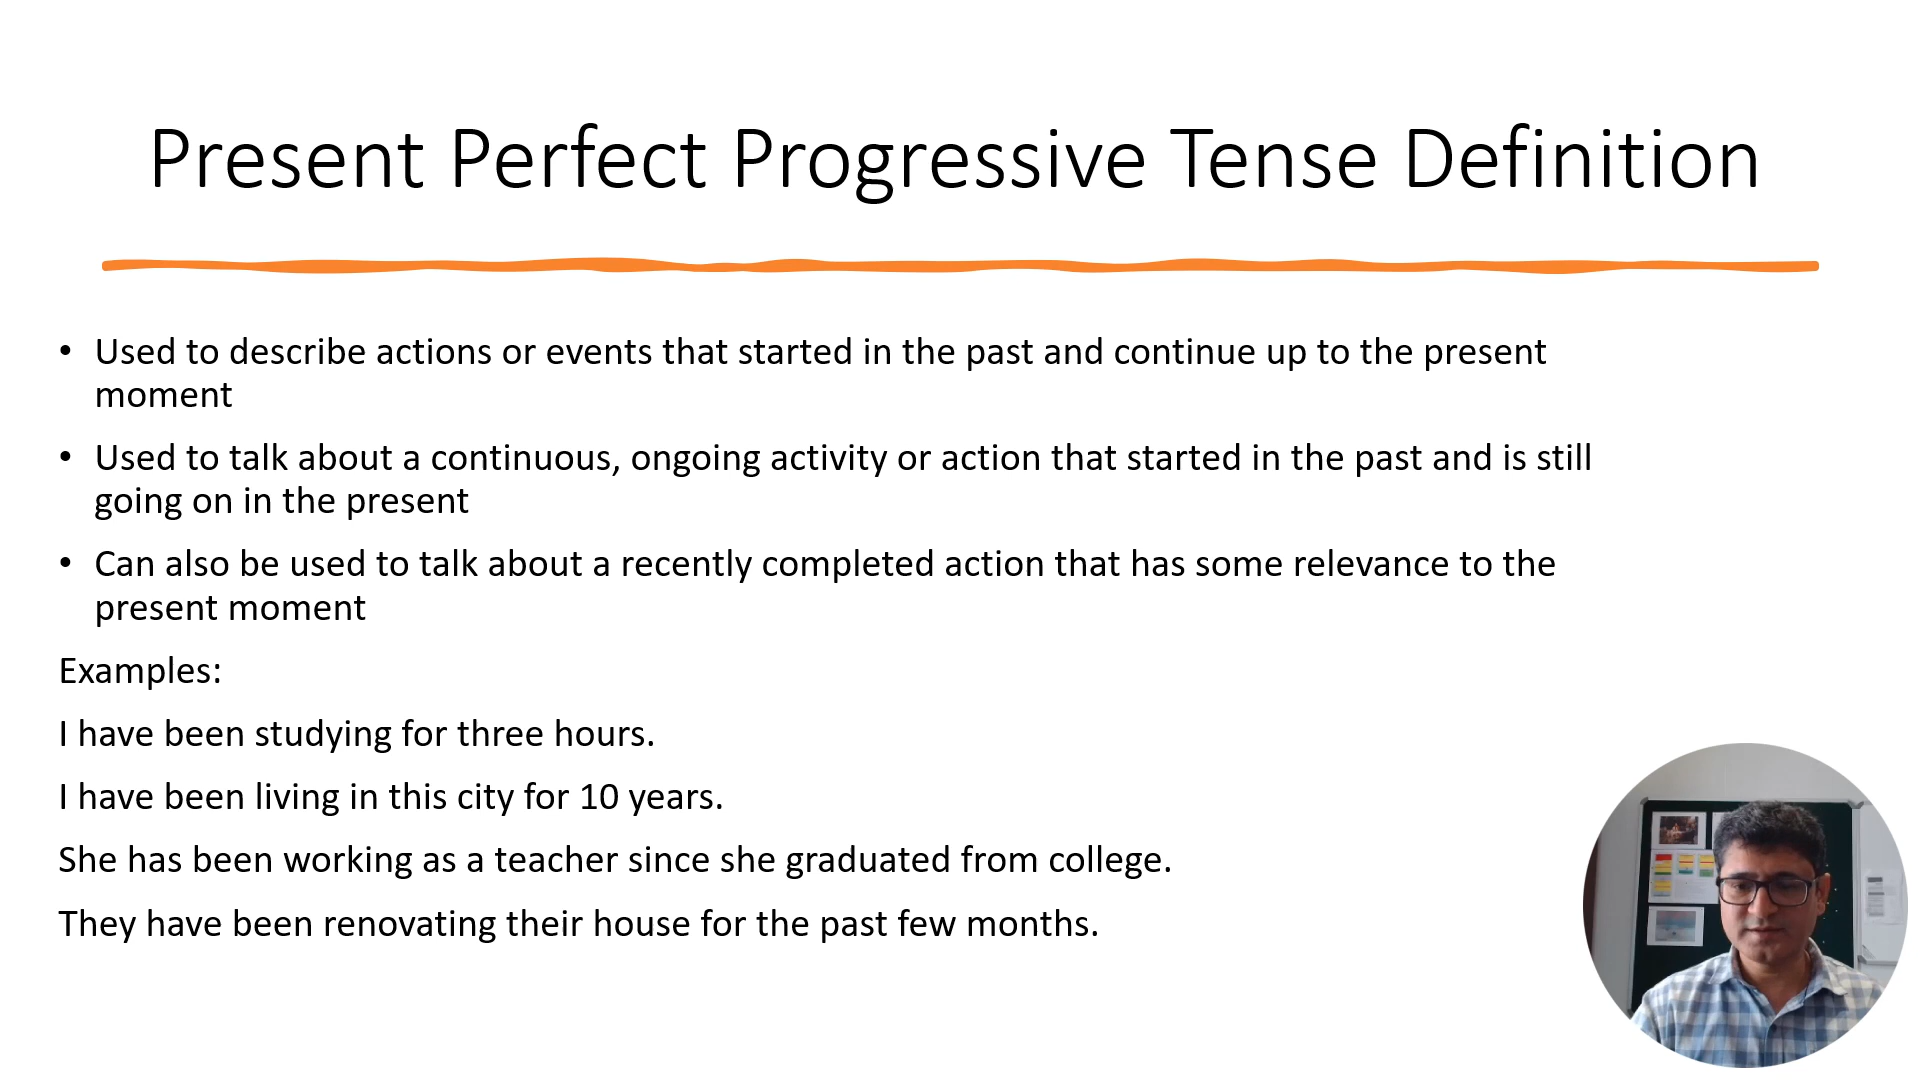 Present Perfect Progressive Tense Definition
• Used to describe actions or events that started in the past and continue up to the present
moment
• Used to talk about a continuous, ongoing activity or action that started in the past and is still
going on in the present
• Can also be used to talk about a recently completed action that has some relevance to the
present moment
Examples:
I have been studying for three hours.
I have been living in this city for 10 years.
She has been working as a teacher since she graduated from college.
They have been renovating their house for the past few months.